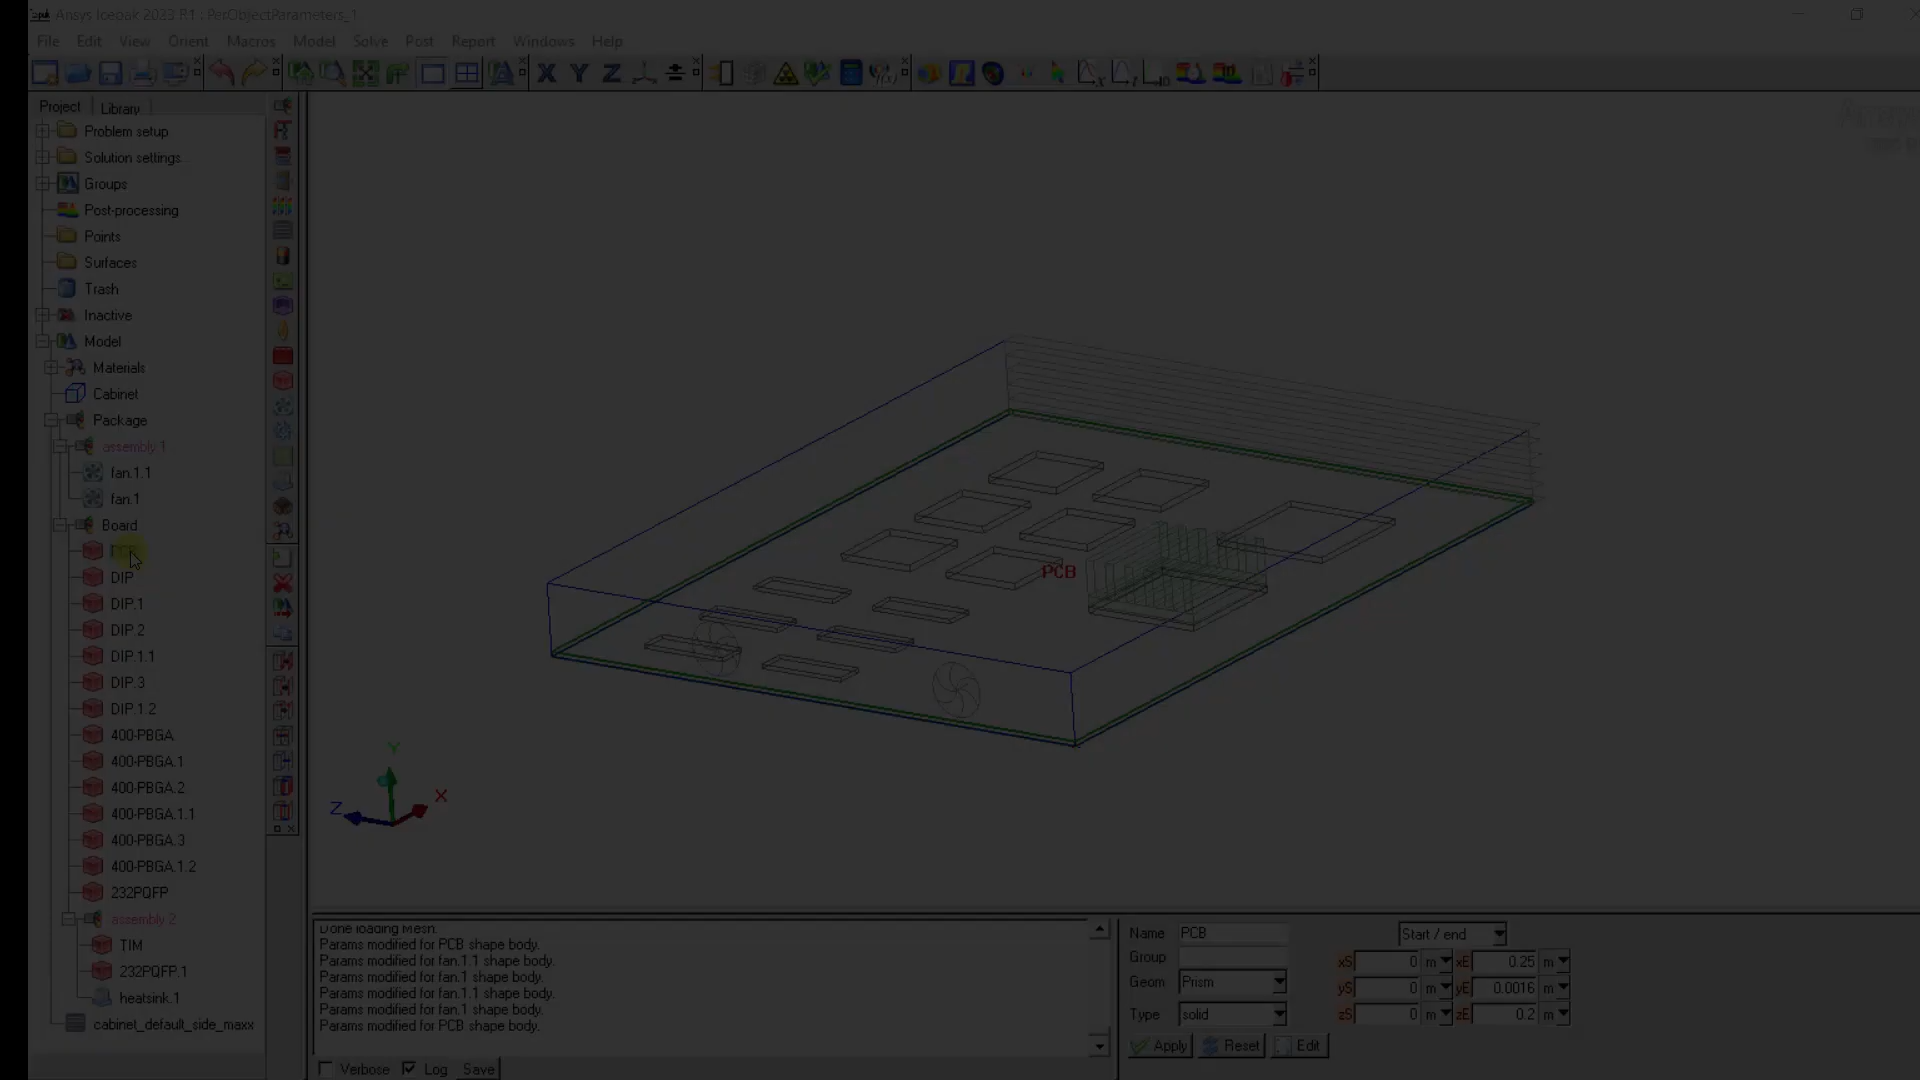 Ansys Icepak 2023 R1 : PerObjectParameters_1
File Edit View Orient Macros Model Solve Post Report Windows Help
X Y Z
Project Library
Problem setup
Solution settings
Groups
Post-processing
Points
Surfaces
Trash
Inactive
Model
Materials
Cabinet
Package
assembly.1
fan.1.1
fan.1
Board
PCB
DIP
DIP.1
DIP.2
DIP.1.1
DIP.3
DIP.1.2
400-PBGA
400-PBGA.1
400-PBGA.2
400-PBGA.1.1
400-PBGA.3
400-PBGA.1.2
232PQFP
assembly.2
TIM
232PQFP.1
heatsink.1
cabinet_default_side_maxx
PCB
Y
Z
X
Done loading Mesh.
Params modified for PCB shape body.
Params modified for fan.1.1 shape body.
Params modified for fan.1 shape body.
Params modified for fan.1.1 shape body.
Params modified for fan.1 shape body.
Params modified for PCB shape body.
Verbose Log Save
Name PCB Start / end
Group
xS 0 m xE 0.25 m
Geom Prism
yS 0 m yE 0.0016 m
Type solid
zS 0 m zE 0.2 m
Apply Reset Edit